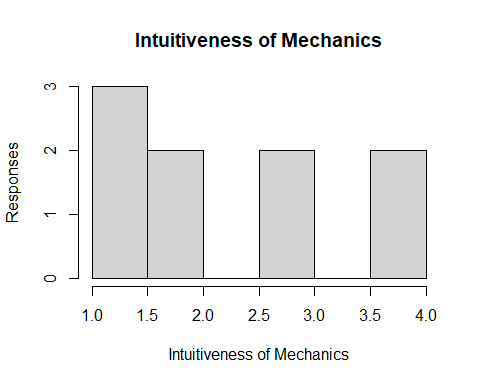 Intuitiveness of Mechanics
Responses
3
2
1
0
1.0 1.5 2.0 2.5 3.0 3.5 4.0
Intuitiveness of Mechanics